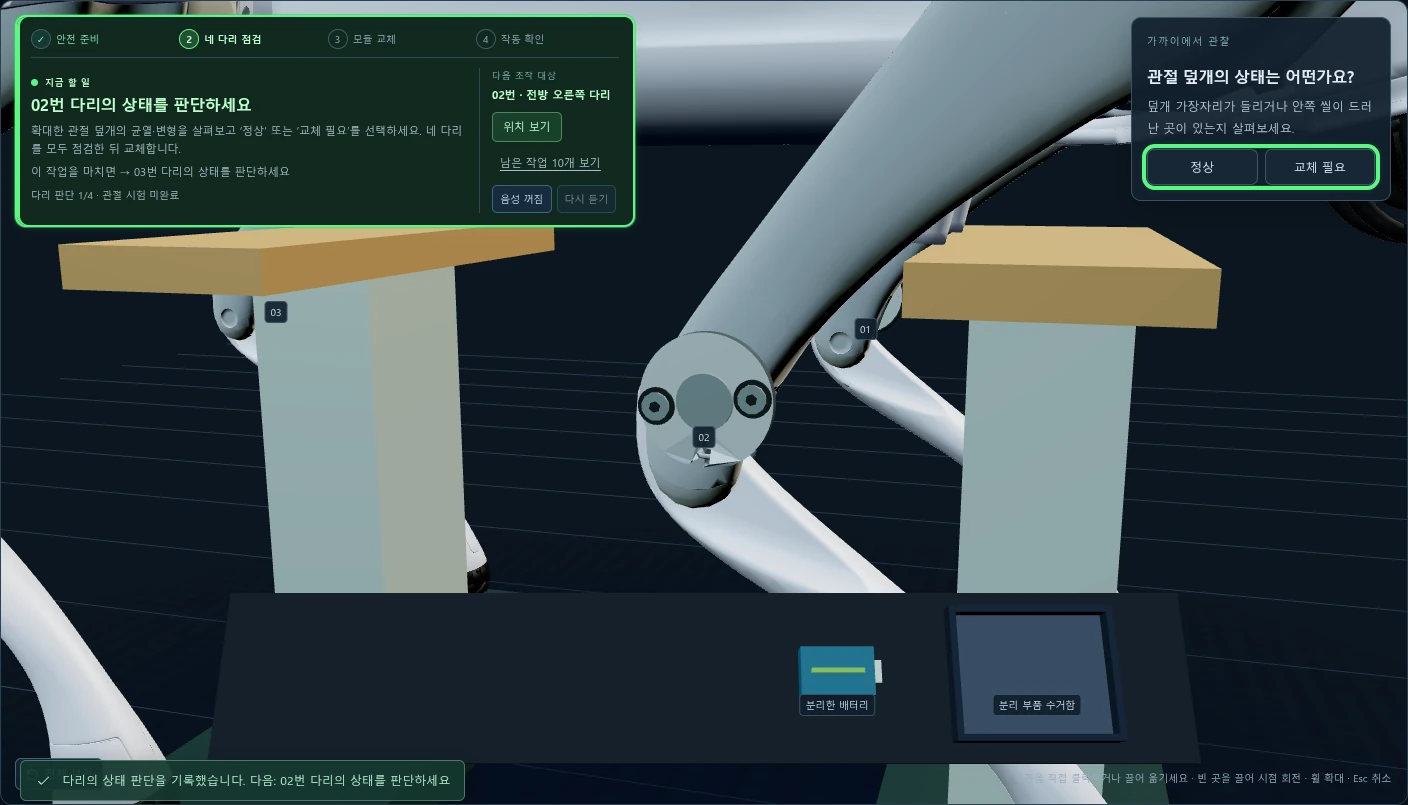 ✓ 안전 준비
2 네 다리 점검
3 모듈 교체
4 작동 확인
지금 할 일
02번 다리의 상태를 판단하세요
확대한 관절 덮개의 균열·변형을 살펴보고 ‘정상’ 또는 ‘교체 필요’를 선택하세요. 네 다리
를 모두 점검한 뒤 교체합니다.
이 작업을 마치면 → 03번 다리의 상태를 판단하세요
다리 판단 1/4 · 관절 시험 미완료
다음 조작 대상
02번 · 전방 오른쪽 다리
위치 보기
남은 작업 10개 보기
음성 꺼짐
다시 듣기
가까이에서 관찰
관절 덮개의 상태는 어떤가요?
덮개 가장자리가 들리거나 안쪽 씰이 드러
난 곳이 있는지 살펴보세요.
정상
교체 필요
03
01
02
분리한 배터리
분리 부품 수거함
다리의 상태 판단을 기록했습니다. 다음: 02번 다리의 상태를 판단하세요
끌어 옮기세요 · 빈 곳을 끌어 시점 회전 · 휠 확대 · Esc 취소